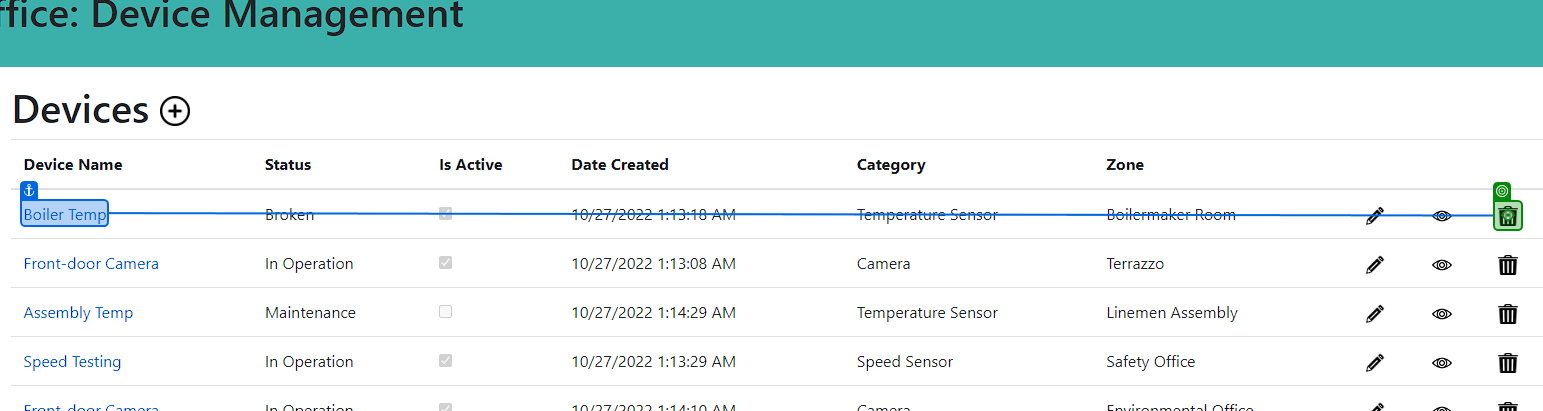 ffice: Device Management
Devices
Device Name Status Is Active Date Created Category Zone
Boiler Temp Broken 10/27/2022 1:13:18 AM Temperature Sensor Boilermaker Room
Front-door Camera In Operation 10/27/2022 1:13:08 AM Camera Terrazzo
Assembly Temp Maintenance 10/27/2022 1:14:29 AM Temperature Sensor Linemen Assembly
Speed Testing In Operation 10/27/2022 1:13:29 AM Speed Sensor Safety Office
Front-door Camera In Operation 10/27/2022 1:14:10 AM Camera Environmental Office